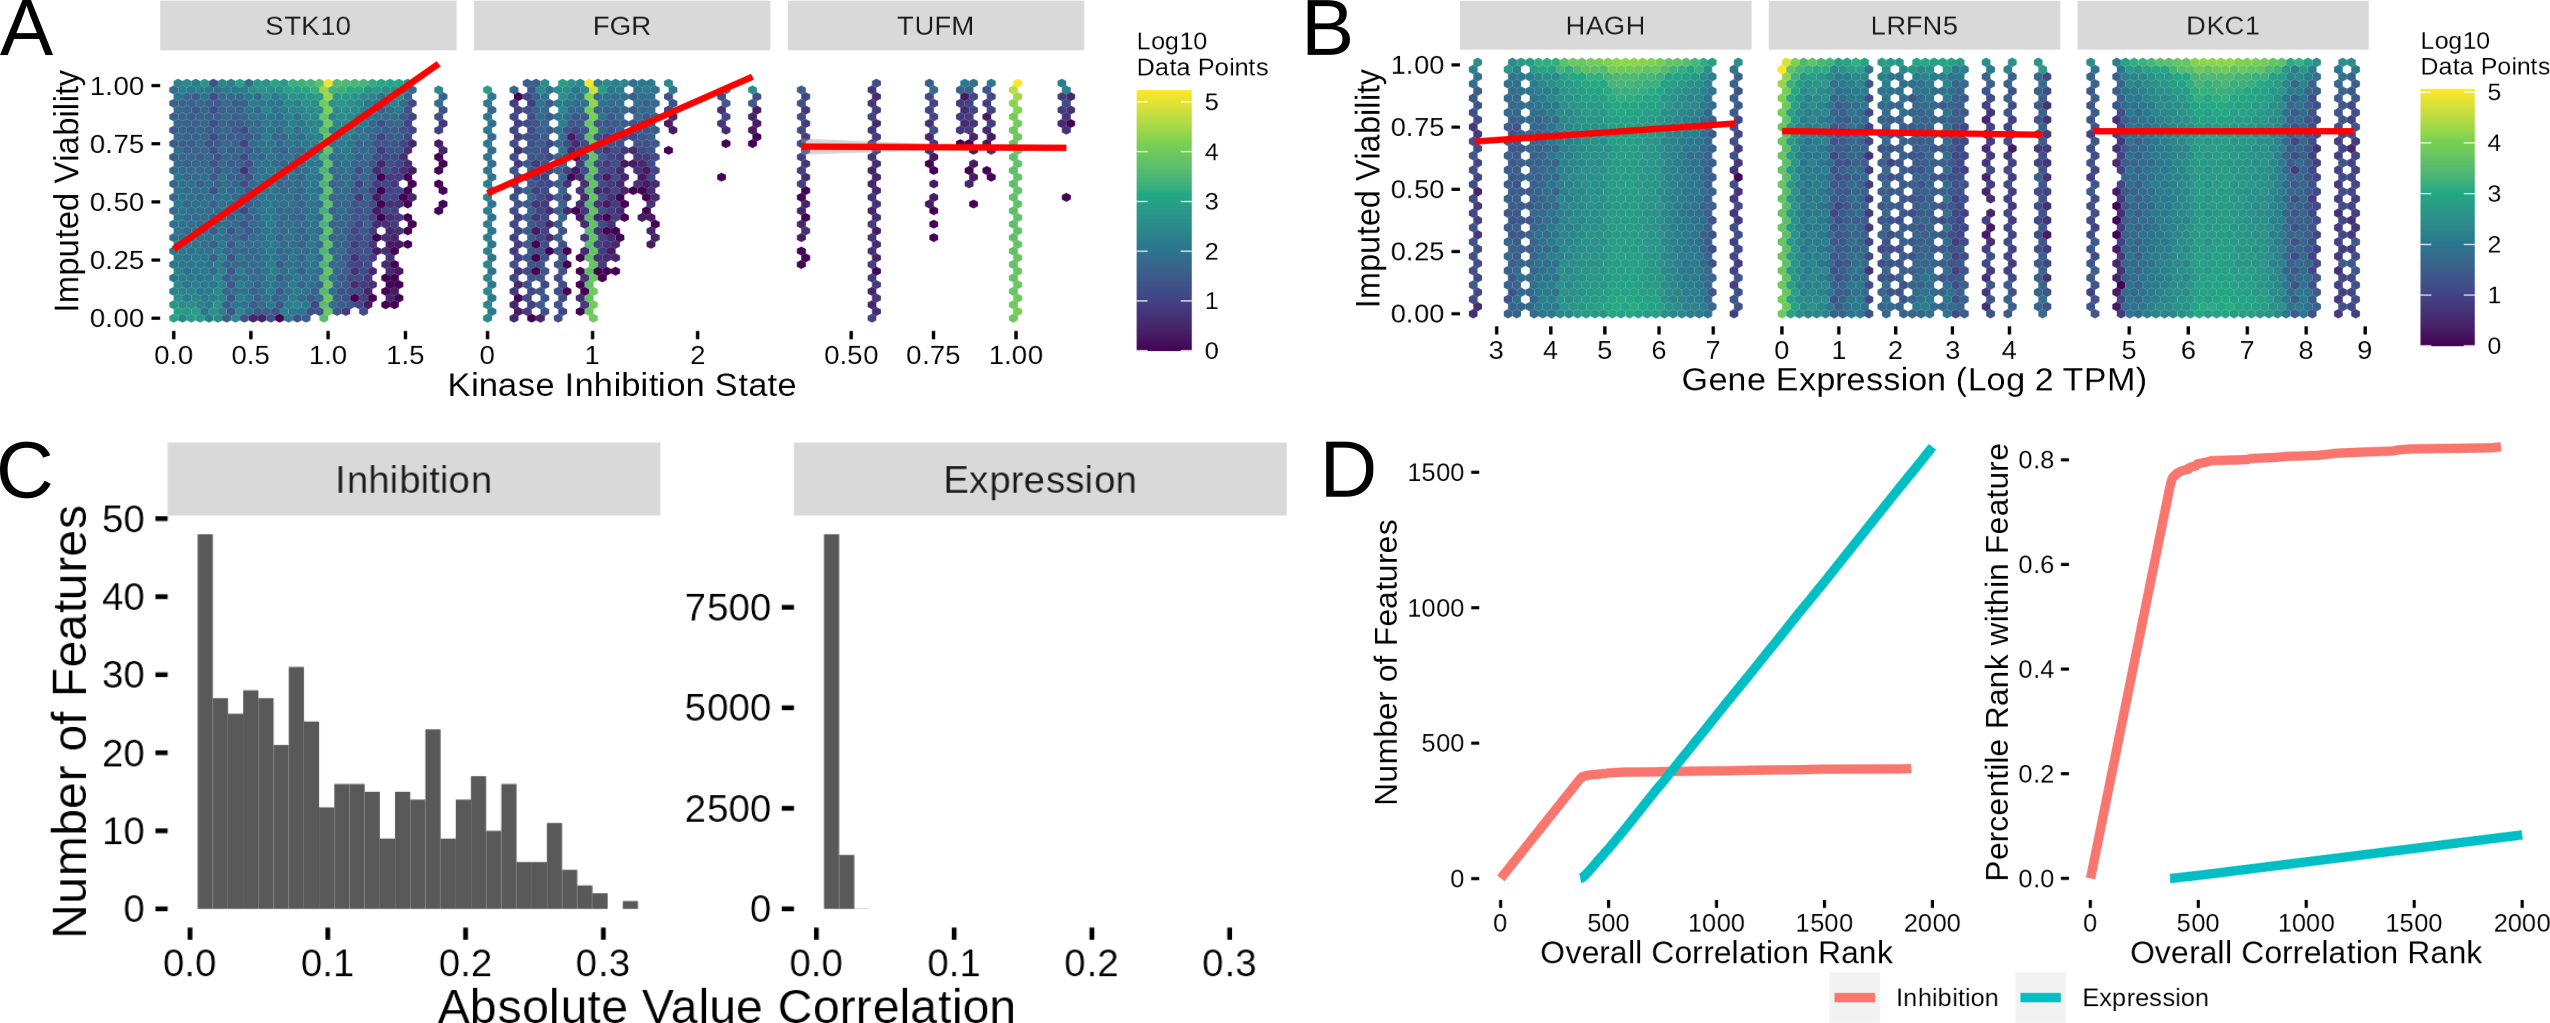 A
STK10 FGR TUFM
Log10
Data Points
1.00
0.75
0.50
0.25
0.00
Imputed Viability
5
4
3
2
1
0
0.0 0.5 1.0 1.5 0 1 2 0.50 0.75 1.00
Kinase Inhibition State
B
HAGH LRFN5 DKC1
Log10
Data Points
1.00
0.75
0.50
0.25
0.00
Imputed Viability
5
4
3
2
1
0
3 4 5 6 7 0 1 2 3 4 5 6 7 8 9
Gene Expression (Log 2 TPM)
C
Inhibition Expression
Number of Features
50
40
30
20
10
0
7500
5000
2500
0
0.0 0.1 0.2 0.3 0.0 0.1 0.2 0.3
Absolute Value Correlation
D
Number of Features
1500
1000
500
0
0 500 1000 1500 2000
Overall Correlation Rank
Percentile Rank within Feature
0.8
0.6
0.4
0.2
0.0
0 500 1000 1500 2000
Overall Correlation Rank
Inhibition Expression